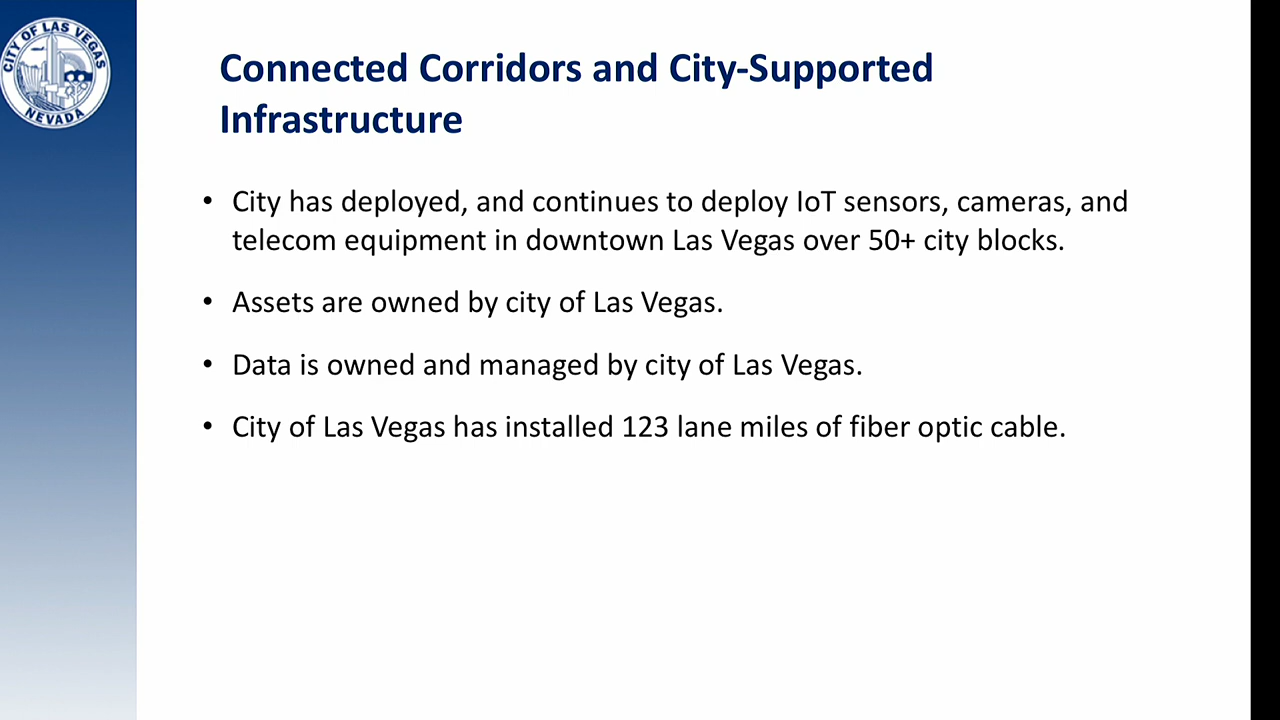 CITY OF LAS VEGAS
NEVADA
Connected Corridors and City-Supported
Infrastructure
• City has deployed, and continues to deploy IoT sensors, cameras, and
telecom equipment in downtown Las Vegas over 50+ city blocks.
• Assets are owned by city of Las Vegas.
• Data is owned and managed by city of Las Vegas.
• City of Las Vegas has installed 123 lane miles of fiber optic cable.